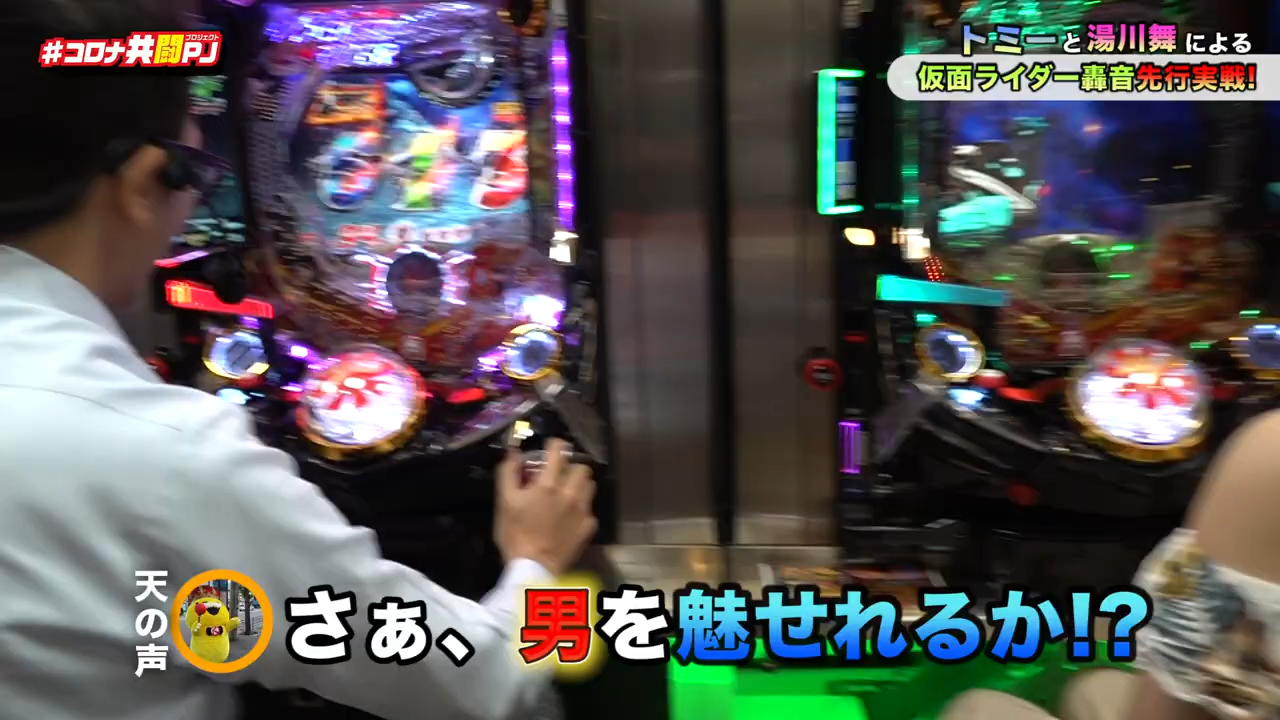 #コロナ共闘PJ
プロジェクト
トミーと湯川舞による
仮面ライダー轟音先行実戦!
天の声
さぁ、男を魅せれるか!?